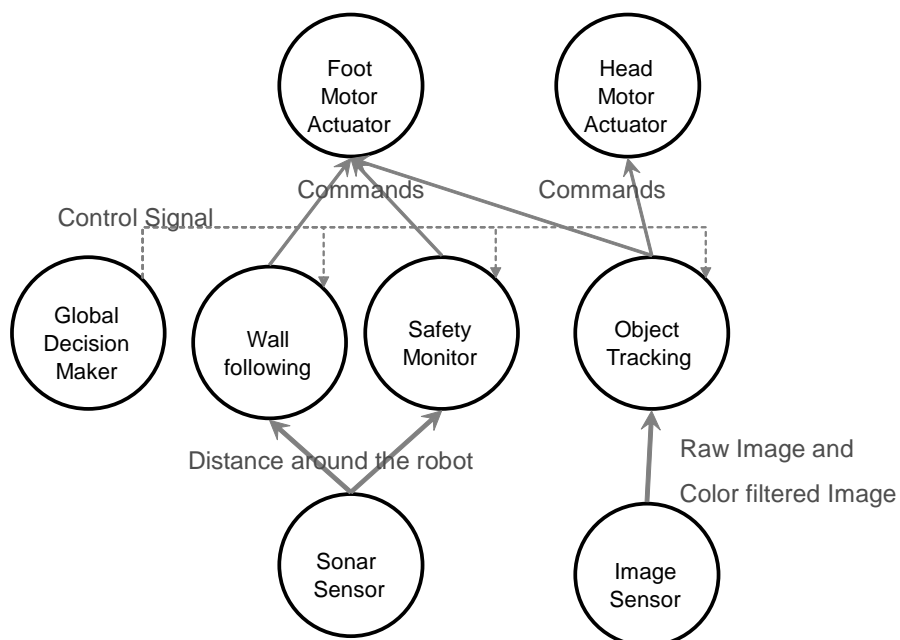 Foot
Motor
Actuator
Head
Motor
Actuator
Commands
Commands
Control Signal
Global
Decision
Maker
Wall
following
Safety
Monitor
Object
Tracking
Distance around the robot
Raw Image and
Color filtered Image
Sonar
Sensor
Image
Sensor